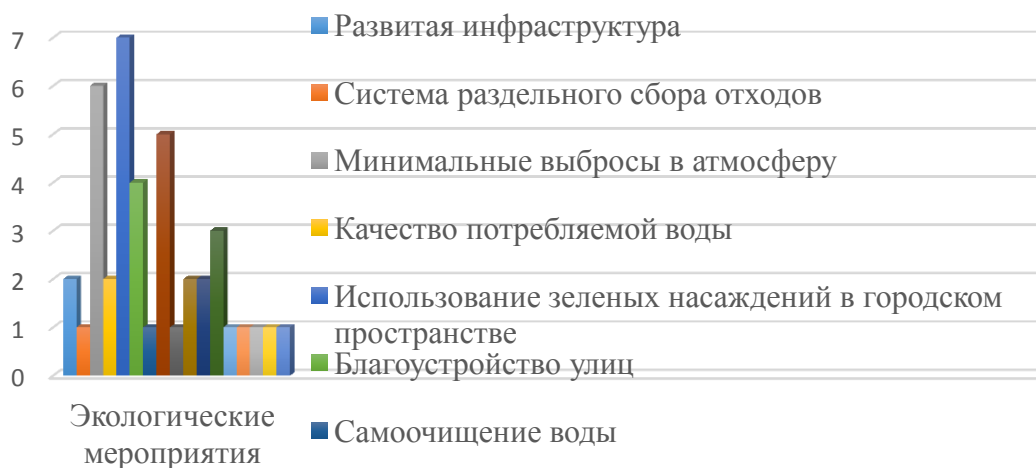 7
6
5
4
3
2
1
0
Экологические
мероприятия
Развитая инфраструктура
Система раздельного сбора отходов
Минимальные выбросы в атмосферу
Качество потребляемой воды
Использование зеленых насаждений в городском
пространстве
Благоустройство улиц
Самоочищение воды